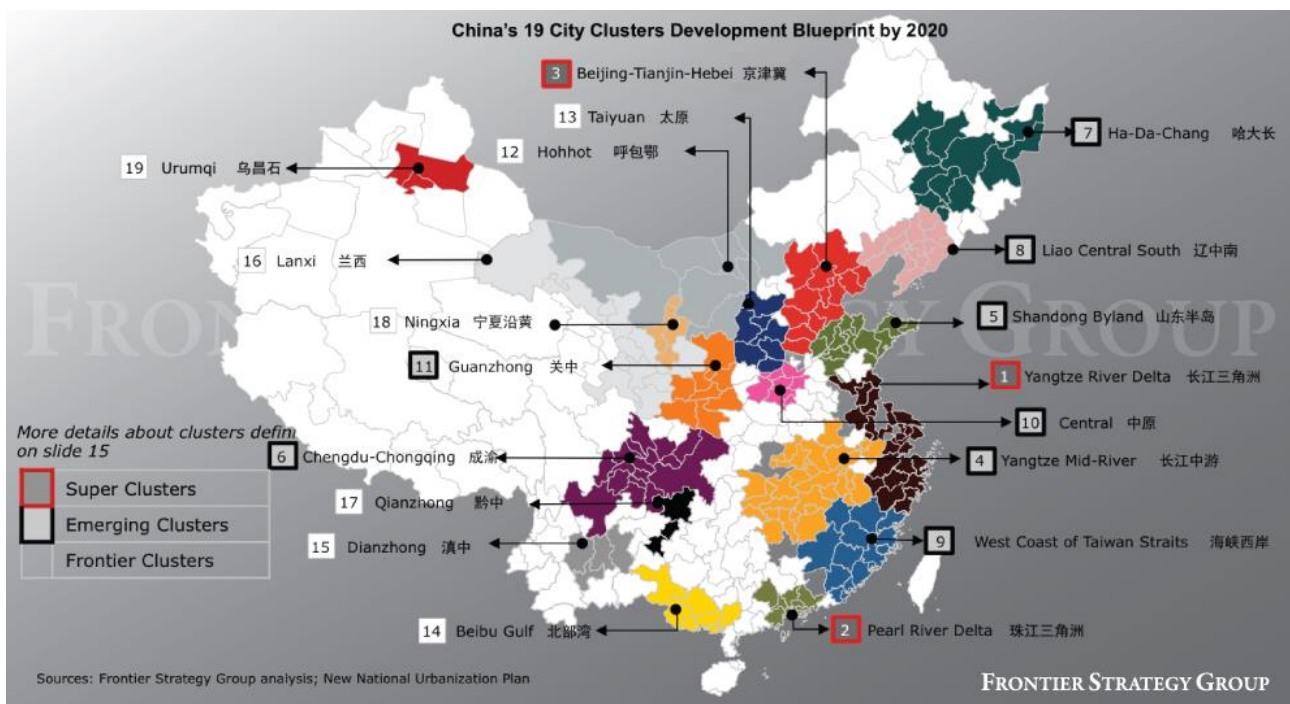 China's 19 City Clusters Development Blueprint by 2020
3 Beijing-Tianjin-Hebei 京津冀
13 Taiyuan 太原
7 Ha-Da-Chang 哈大长
12 Hohhot 呼包鄂
19 Urumqi 乌昌石
8 Liao Central South 辽中南
16 Lanxi 兰西
FRONTIER STRATEGY GROUP
5 Shandong Byland 山东半岛
18 Ningxia 宁夏沿黄
11 Guanzhong 关中
1 Yangtze River Delta 长江三角洲
10 Central 中原
More details about clusters defin
on slide 15
6 Chengdu-Chongqing 成渝
4 Yangtze Mid-River 长江中游
Super Clusters
17 Qianzhong 黔中
Emerging Clusters
15 Dianzhong 滇中
9 West Coast of Taiwan Straits 海峡西岸
Frontier Clusters
14 Beibu Gulf 北部湾
2 Pearl River Delta 珠江三角洲
Sources: Frontier Strategy Group analysis; New National Urbanization Plan
FRONTIER STRATEGY GROUP